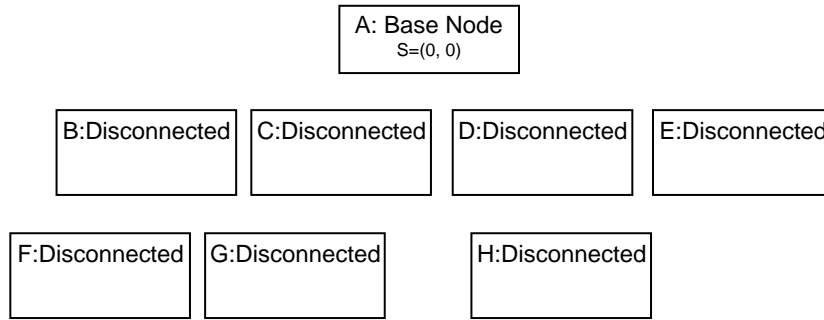 A: Base Node
S=(0, 0)
B:Disconnected
C:Disconnected
D:Disconnected
E:Disconnected
F:Disconnected
G:Disconnected
H:Disconnected